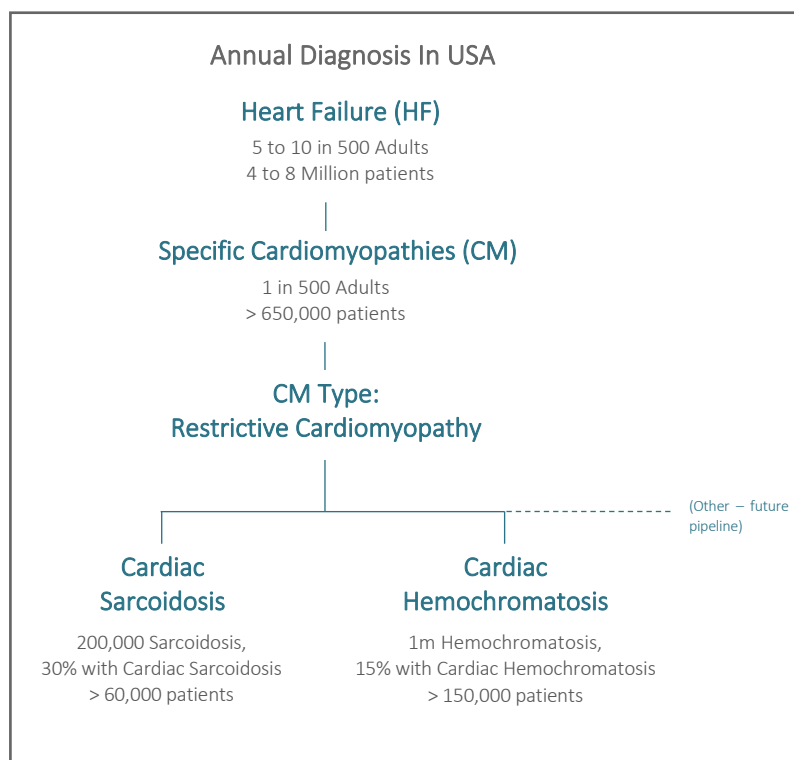 Annual Diagnosis In USA
Heart Failure (HF)
5 to 10 in 500 Adults
4 to 8 Million patients
Specific Cardiomyopathies (CM)
1 in 500 Adults
> 650,000 patients
CM Type:
Restrictive Cardiomyopathy
(Other – future
pipeline)
Cardiac
Sarcoidosis
200,000 Sarcoidosis,
30% with Cardiac Sarcoidosis
> 60,000 patients
Cardiac
Hemochromatosis
1m Hemochromatosis,
15% with Cardiac Hemochromatosis
> 150,000 patients